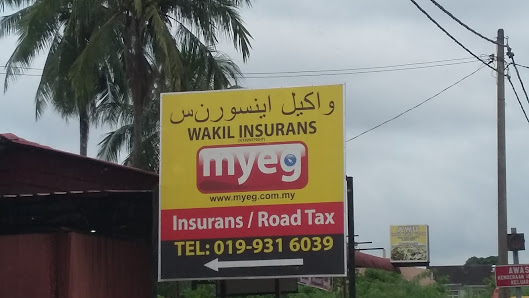 واكيل اينسورنس
WAKIL INSURANS
myeg
www.myeg.com.my
Insurans / Road Tax
TEL: 019-931 6039
AWAS